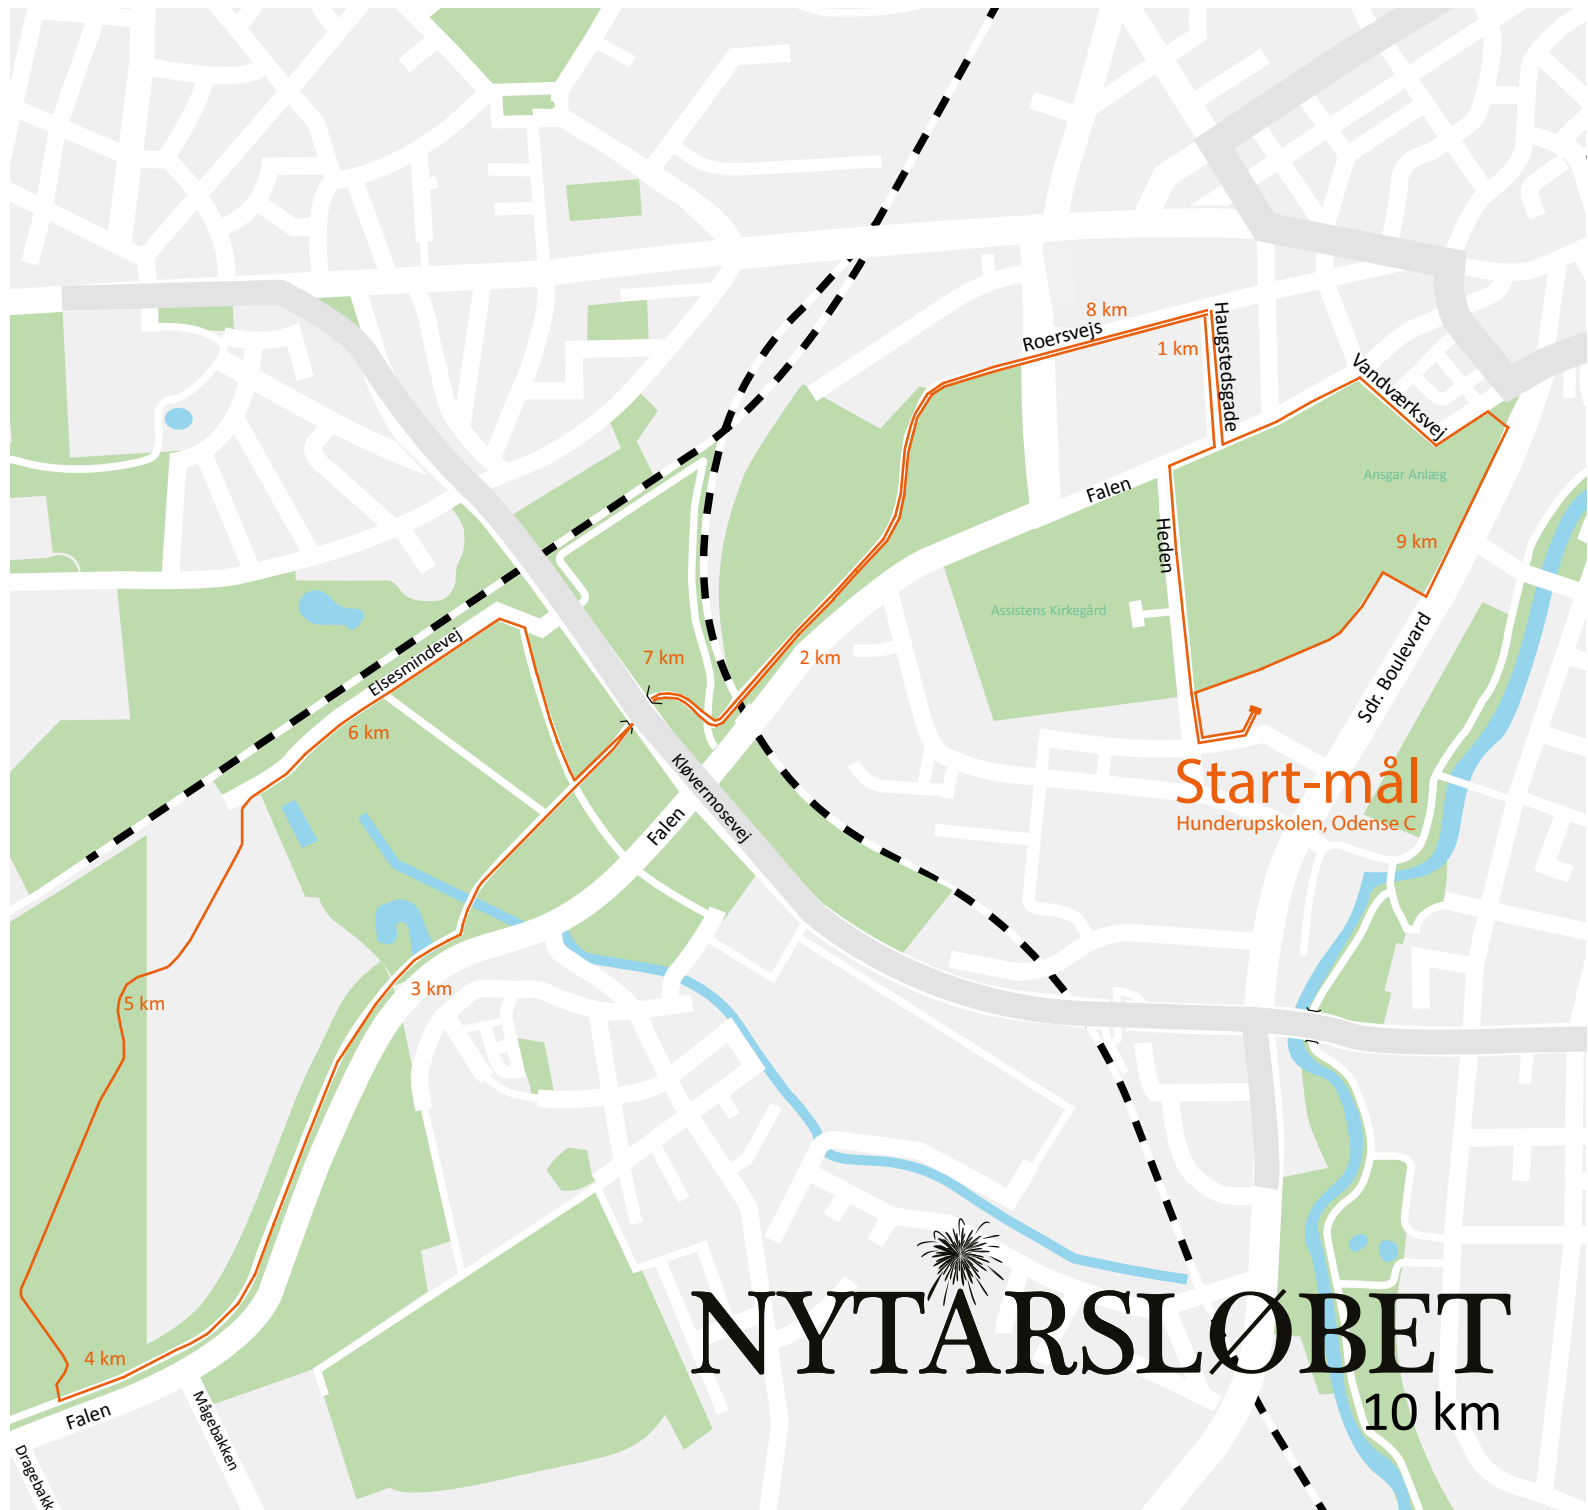 8 km
Roersvejs
1 km
Haugstedsgade
Vandværksvej
Ansgar Anlæg
Falen
Heden
9 km
Assistens Kirkegård
Elsesmindevej
7 km
2 km
Sdr. Boulevard
6 km
Kløvermosevej
Falen
Start-mål
Hunderupskolen, Odense C
3 km
5 km
4 km
Falen
Mågebakken
Dragebakk
NYTÅRSLØBET
10 km